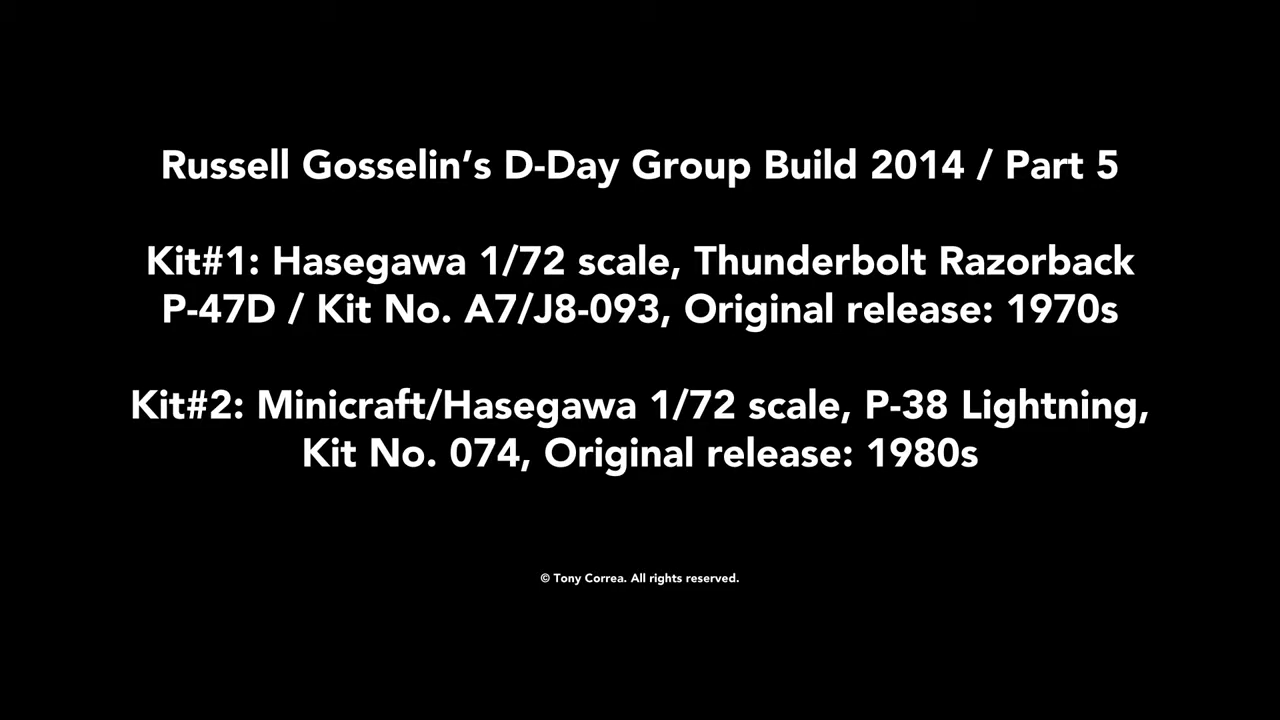 Russell Gosselin’s D-Day Group Build 2014 / Part 5
Kit#1: Hasegawa 1/72 scale, Thunderbolt Razorback
P-47D / Kit No. A7/J8-093, Original release: 1970s
Kit#2: Minicraft/Hasegawa 1/72 scale, P-38 Lightning,
Kit No. 074, Original release: 1980s
© Tony Correa. All rights reserved.